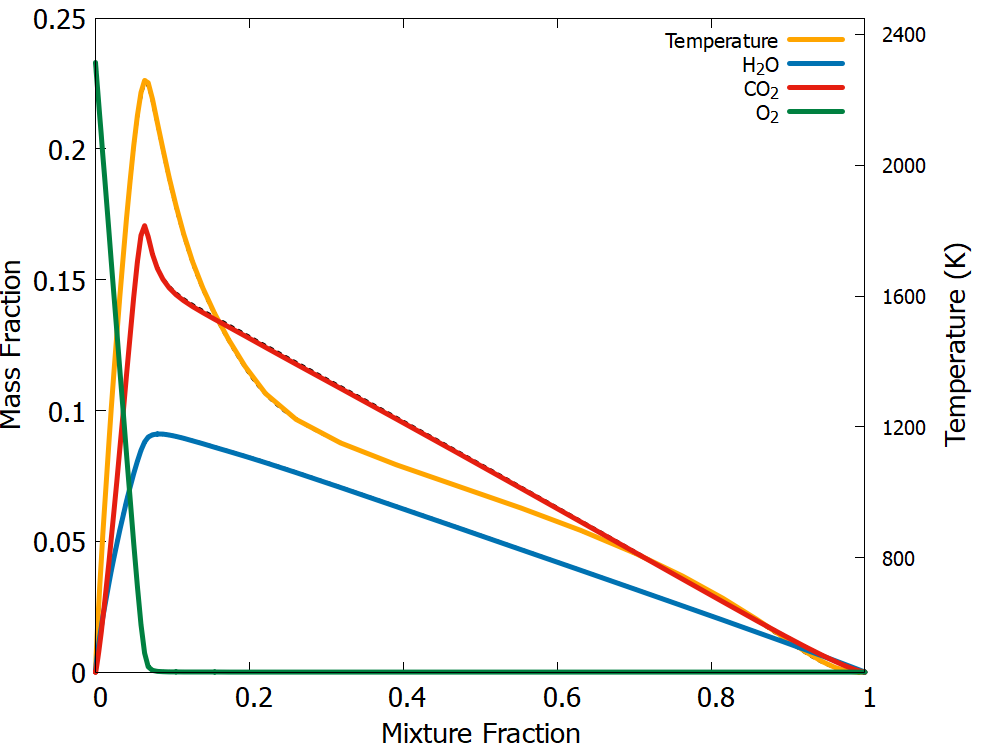 0.25
0.2
0.15
0.1
0.05
0
Mass Fraction
Temperature
H₂O
CO₂
O₂
2400
2000
1600
1200
800
Temperature (K)
0 0.2 0.4 0.6 0.8 1
Mixture Fraction